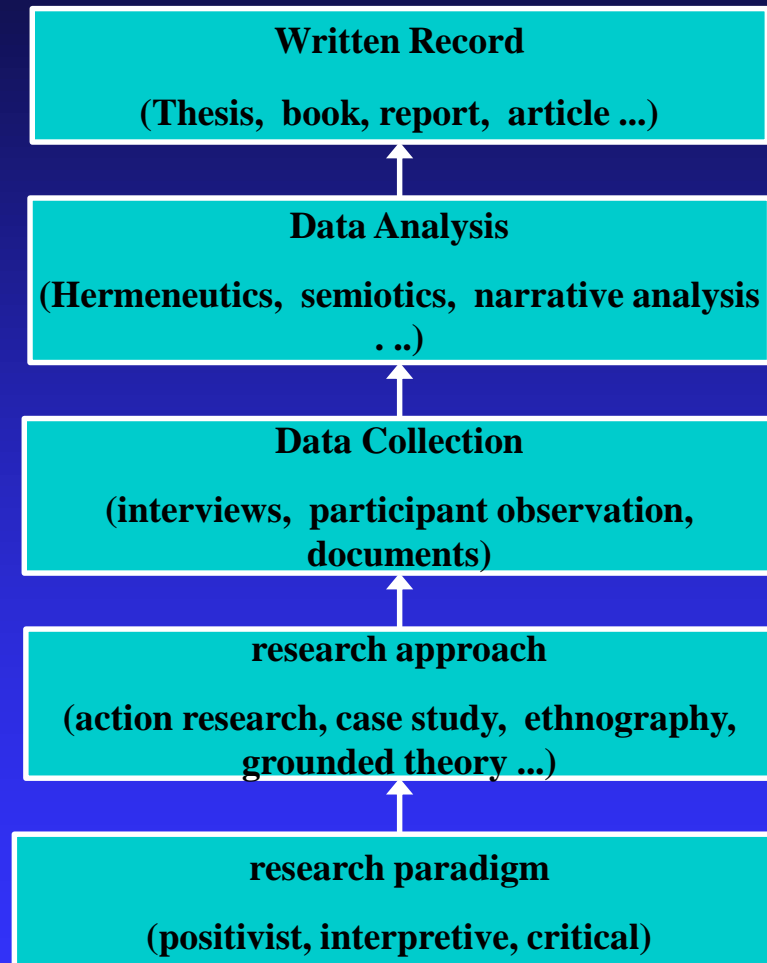 Written Record
(Thesis, book, report, article ...)
Data Analysis
(Hermeneutics, semiotics, narrative analysis
. ..)
Data Collection
(interviews, participant observation,
documents)
research approach
(action research, case study, ethnography,
grounded theory ...)
research paradigm
(positivist, interpretive, critical)